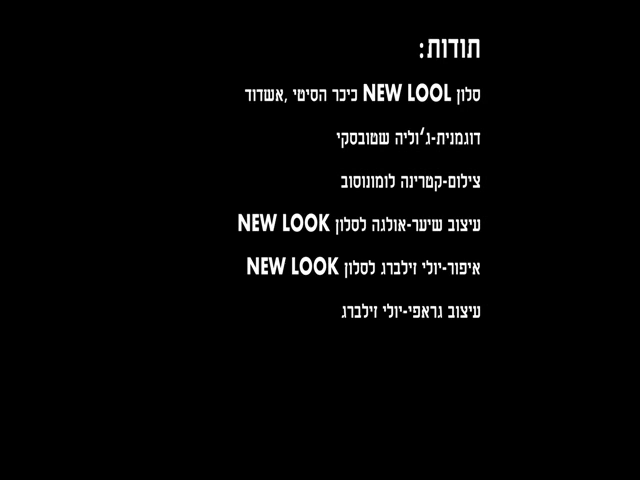 תודות:
סלון NEW LOOL כיכר הסיטי ,אשדוד
דוגמנית-ג'וליה שטובסקי
צילום-קטרינה לומונוסוב
עיצוב שיער-אולגה לסלון NEW LOOK
איפור-יולי זילברג לסלון NEW LOOK
עיצוב גראפי-יולי זילברג